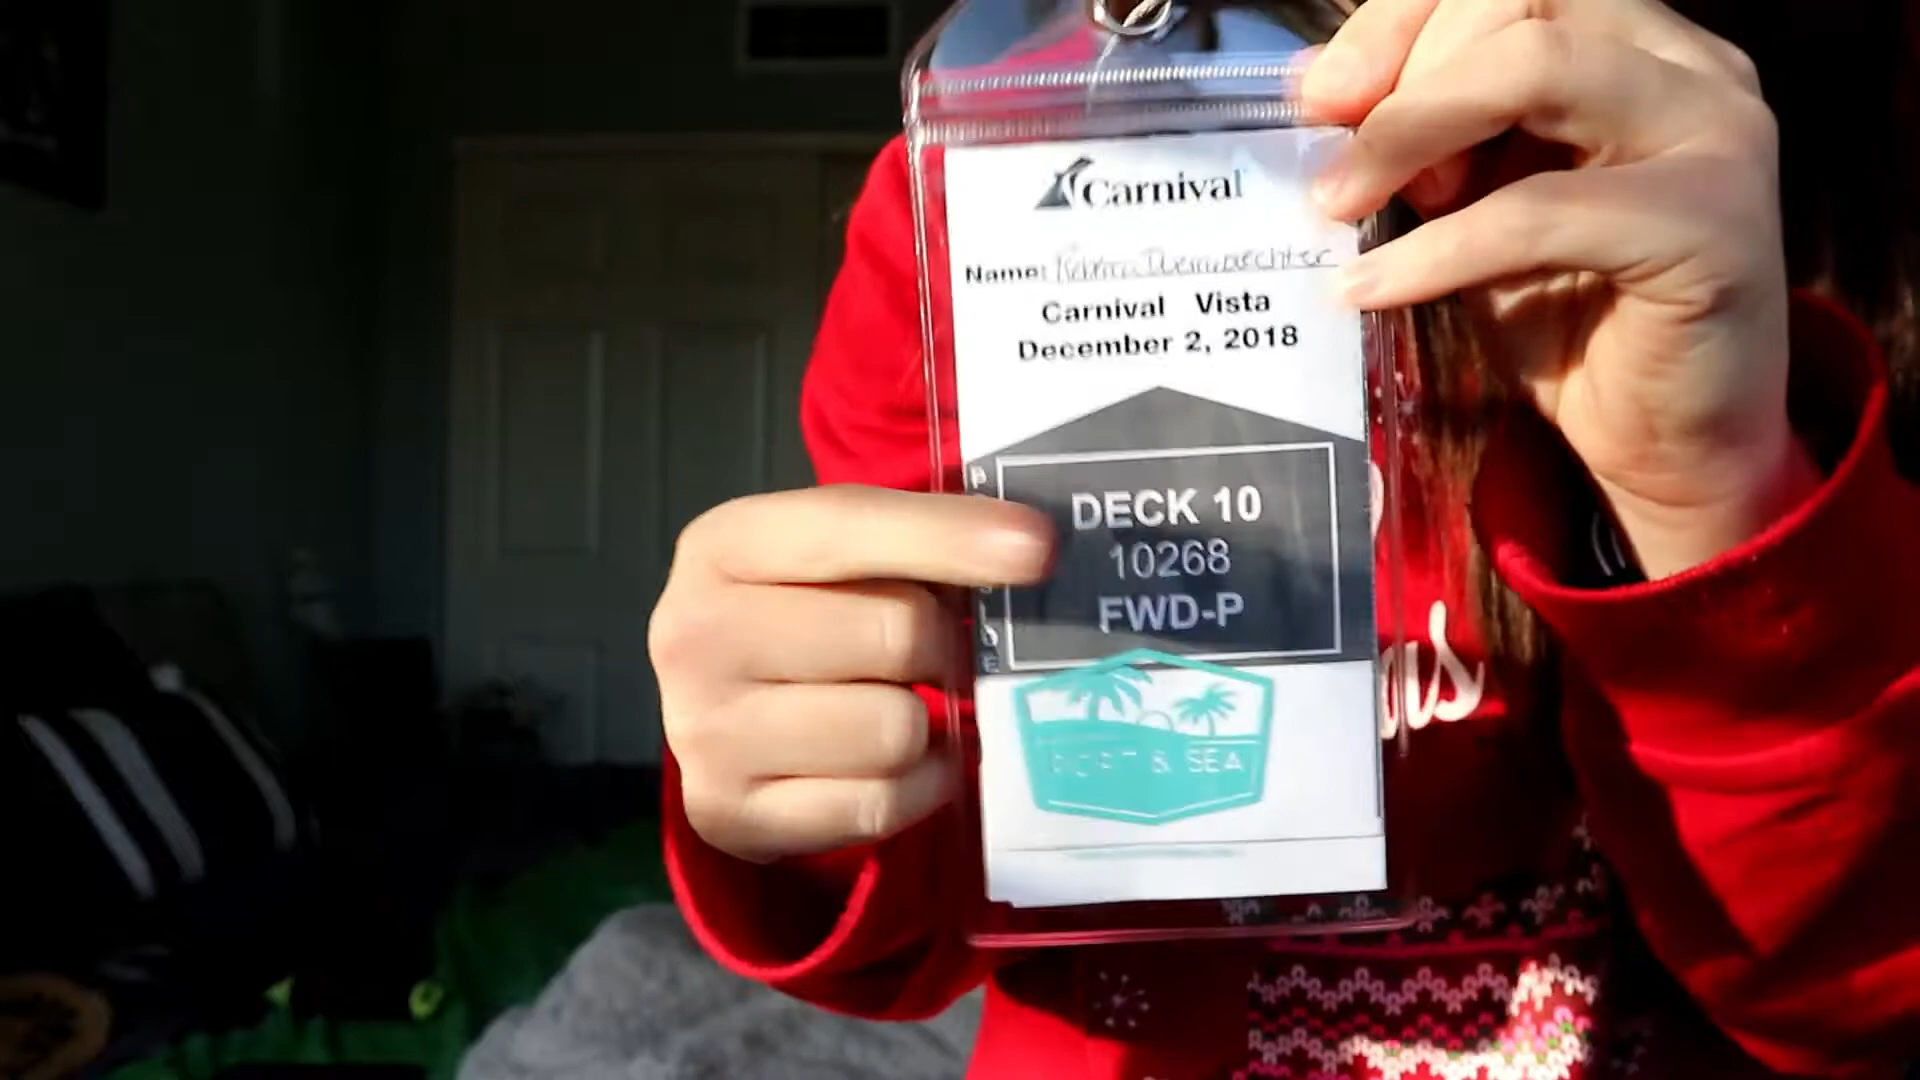 Carnival
Name:
Carnival Vista
December 2, 2018
DECK 10
10268
FWD-P
PORT & SEA